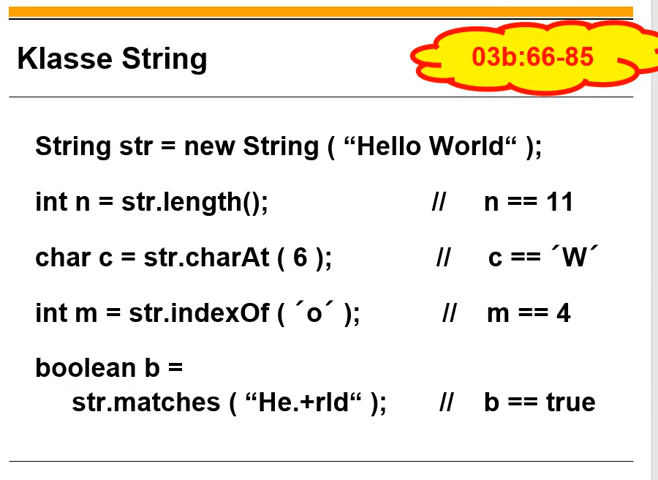 Klasse String
03b:66-85
String str = new String ( “Hello World“ );
int n = str.length(); // n == 11
char c = str.charAt ( 6 ); // c == ´W´
int m = str.indexOf ( ´o´ ); // m == 4
boolean b =
str.matches ( “He.+rld“ ); // b == true